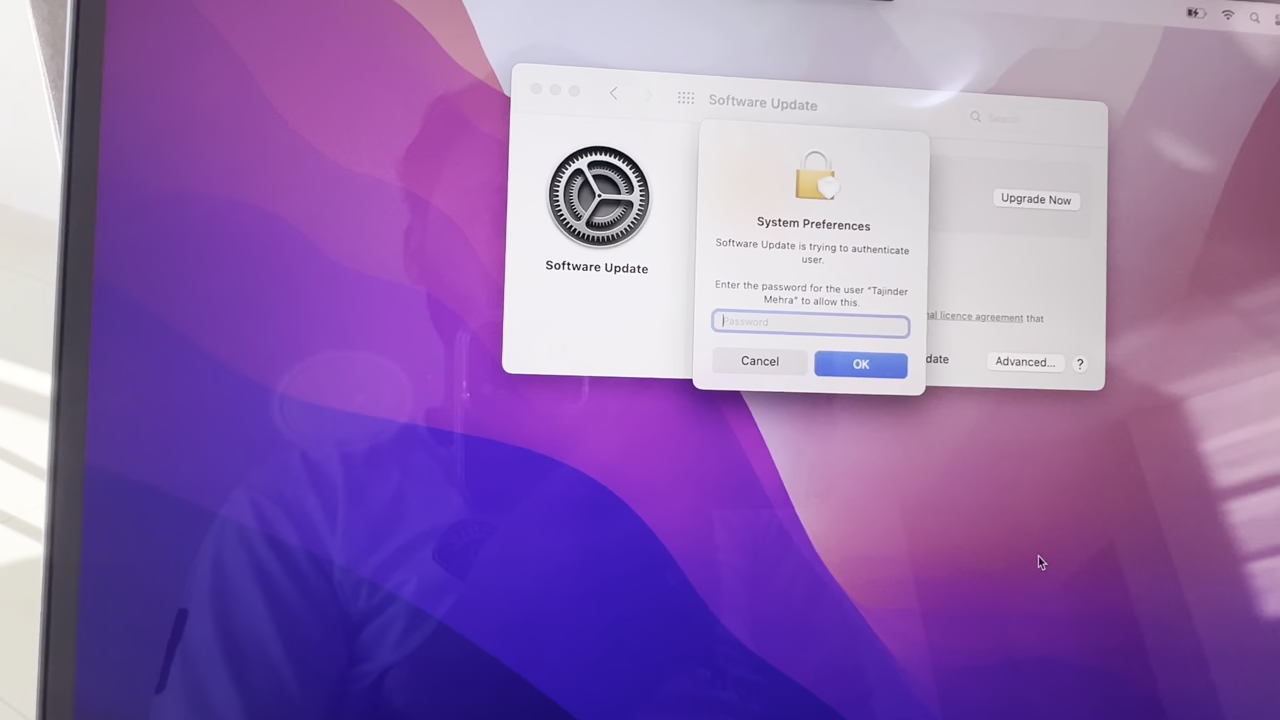 Software Update
Search
Software Update
Upgrade Now
System Preferences
Software Update is trying to authenticate
user.
Enter the password for the user “Tajinder
Mehra” to allow this.
Password
Cancel
OK
licence agreement that
Advanced...
?